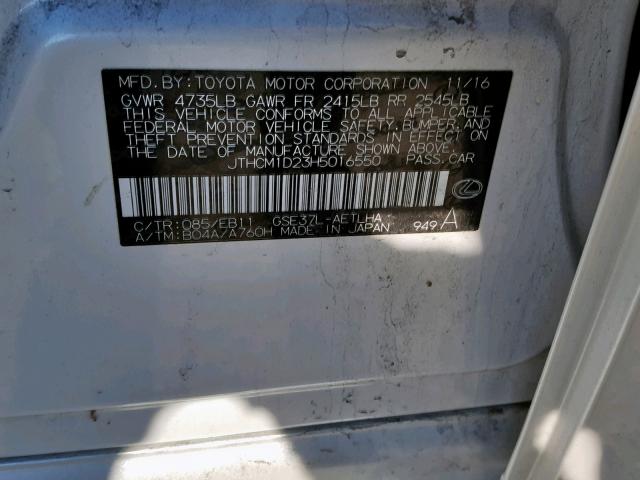 MFD. BY: TOYOTA MOTOR CORPORATION 11/16
GVWR 4735LB GAWR FR 2415LB RR 2545LB
THIS VEHICLE CONFORMS TO ALL APPLICABLE
FEDERAL MOTOR VEHICLE SAFETY, BUMPER, AND
THEFT PREVENTION STANDARDS IN EFFECT ON
THE DATE OF MANUFACTURE SHOWN ABOVE.
JTHCM1D23H5016550 PASS. CAR
C/TR: 085/EB11 GSE37L-AETLHA
A/TM: B04A/A760H MADE IN JAPAN 949 A